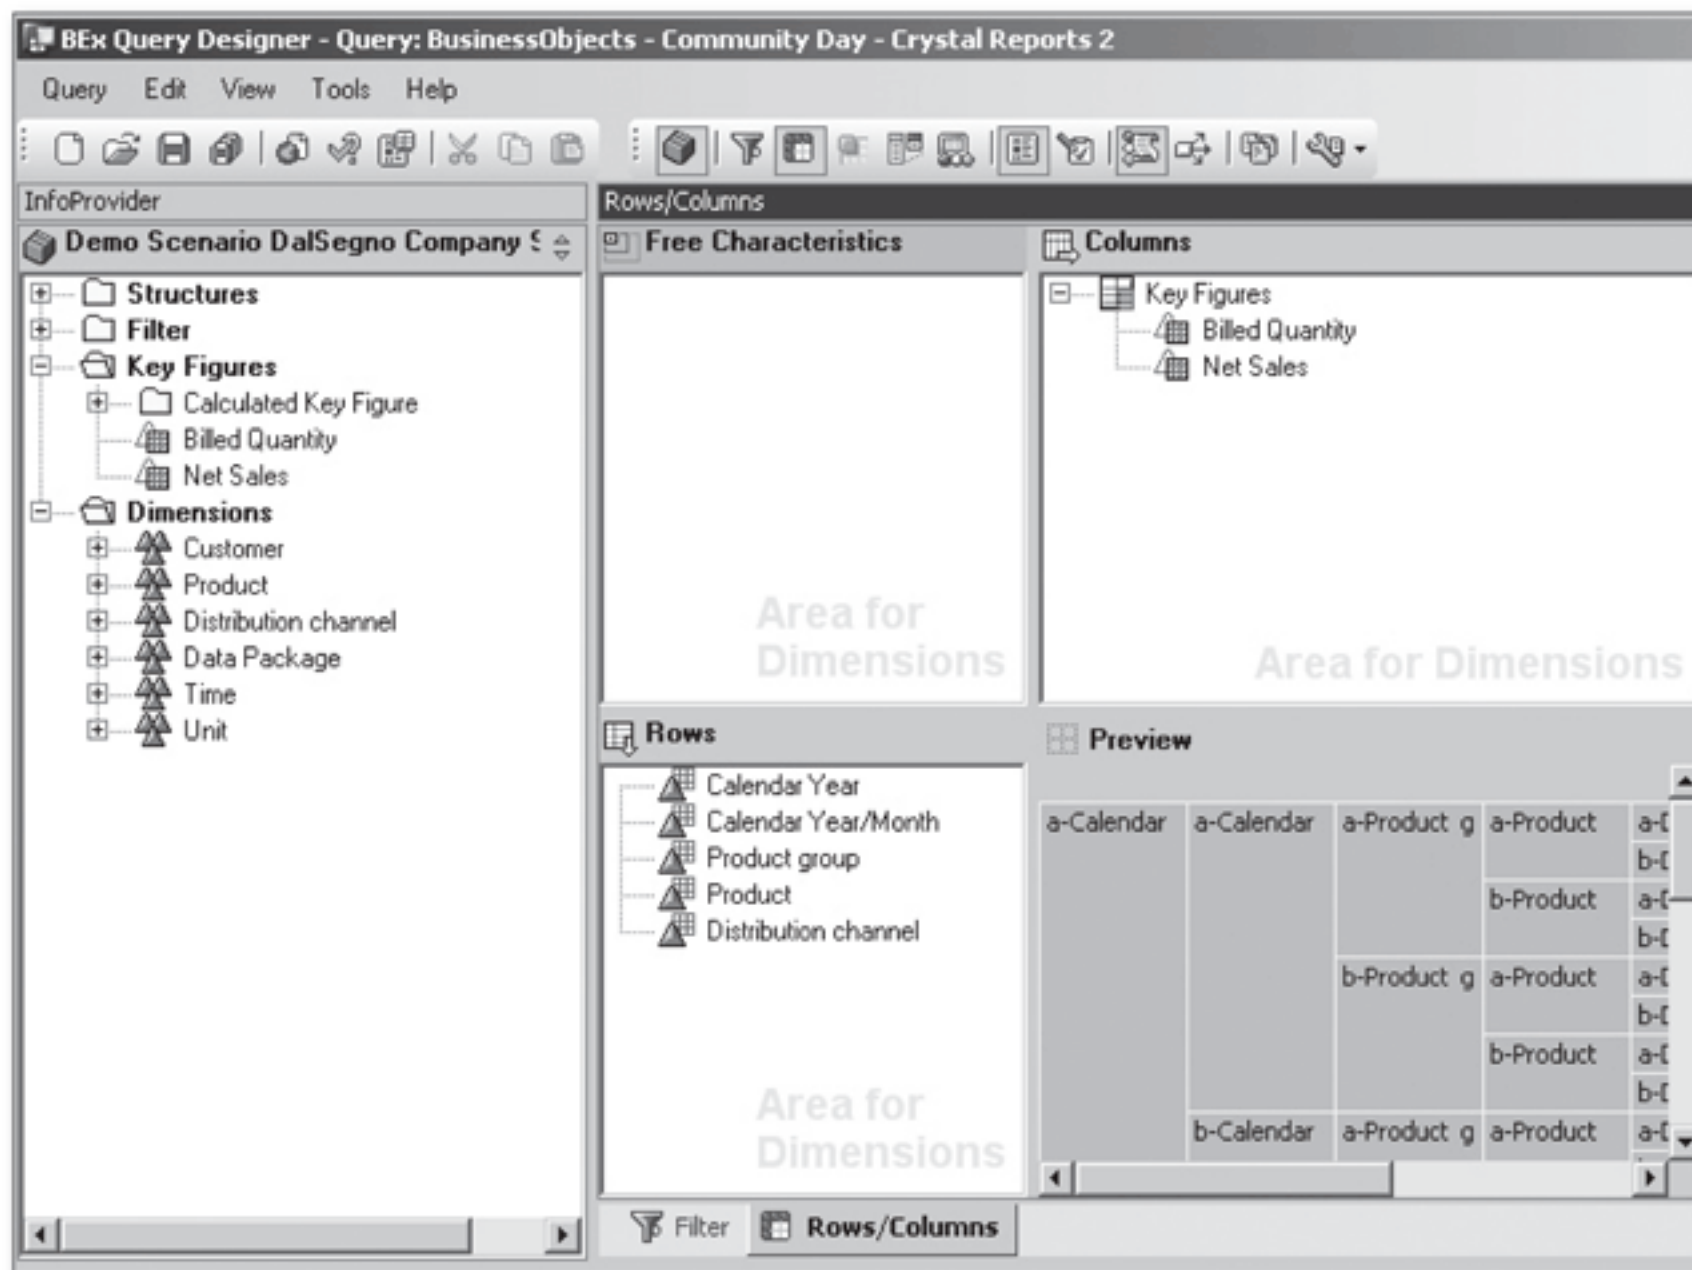 BEx Query Designer - Query: BusinessObjects - Community Day - Crystal Reports 2
Query Edit View Tools Help
InfoProvider
Demo Scenario DalSegno Company
Structures
Filter
Key Figures
Calculated Key Figure
Billed Quantity
Net Sales
Dimensions
Customer
Product
Distribution channel
Data Package
Time
Unit
Rows/Columns
Free Characteristics
Area for
Dimensions
Columns
Key Figures
Billed Quantity
Net Sales
Area for Dimensions
Rows
Calendar Year
Calendar Year/Month
Product group
Product
Distribution channel
Area for
Dimensions
Preview
a-Calendar a-Calendar a-Product g a-Product
b-Product
b-Product g a-Product
b-Product
b-Calendar a-Product g a-Product
Filter Rows/Columns